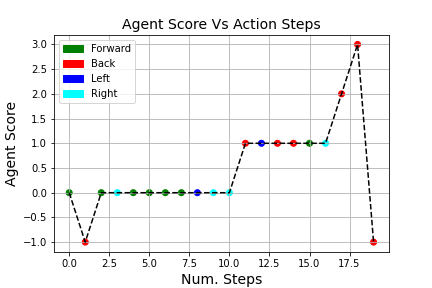 Agent Score Vs Action Steps
Agent Score
3.0
2.5
2.0
1.5
1.0
0.5
0.0
−0.5
−1.0
Forward
Back
Left
Right
0.0 2.5 5.0 7.5 10.0 12.5 15.0 17.5
Num. Steps